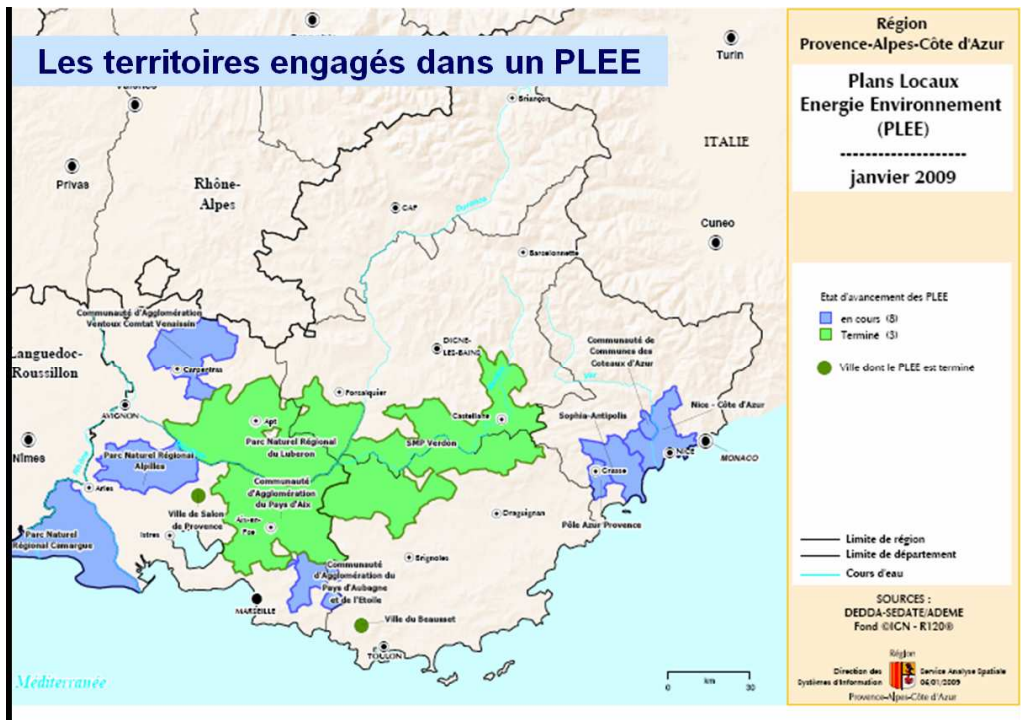 Les territoires engagés dans un PLEE
Région
Provence-Alpes-Côte d'Azur
Plans Locaux
Energie Environnement
(PLEE)
--------------------
janvier 2009
Etat d'avancement des PLEE
en cours (8)
Terminé (3)
Ville dont le PLEE est terminé
Limite de région
Limite de département
Cours d'eau
SOURCES :
DEDDA-SEDATE/ADEME
Fond ©IGN - R120®
Région
Direction des
Systèmes d'Information
Service Analyse Spatiale
06/01/2009
Provence-Alpes-Côte d'Azur
Turin
Briançon
ITALIE
Privas
Rhône-
Alpes
GAP
Durance
Cuneo
Barcelonnette
Communauté d'Agglomération
Ventoux Comtat Venaissin
Languedoc-
Roussillon
Carpentras
DIGNE-
LES-BAINS
Communauté de
Communes des
Coteaux d'Azur
Var
Forcalquier
AVIGNON
Apt
Castellane
Sophia-Antipolis
Nice - Côte d'Azur
Nîmes
Parc Naturel Régional
du Luberon
SMP Verdon
NICE
MONACO
Parc Naturel Régional
Alpilles
Grasse
Arles
Communauté
d'Agglomération
du Pays d'Aix
Ville de Salon
de Provence
Aix-en-
Pce
Draguignan
Pôle Azur Provence
Istres
Parc Naturel
Régional Camargue
Brignoles
Communauté
d'Agglomération du
Pays d'Aubagne
et de l'Etoile
MARSEILLE
Ville du Beausset
TOULON
Méditerranée
0 km 30